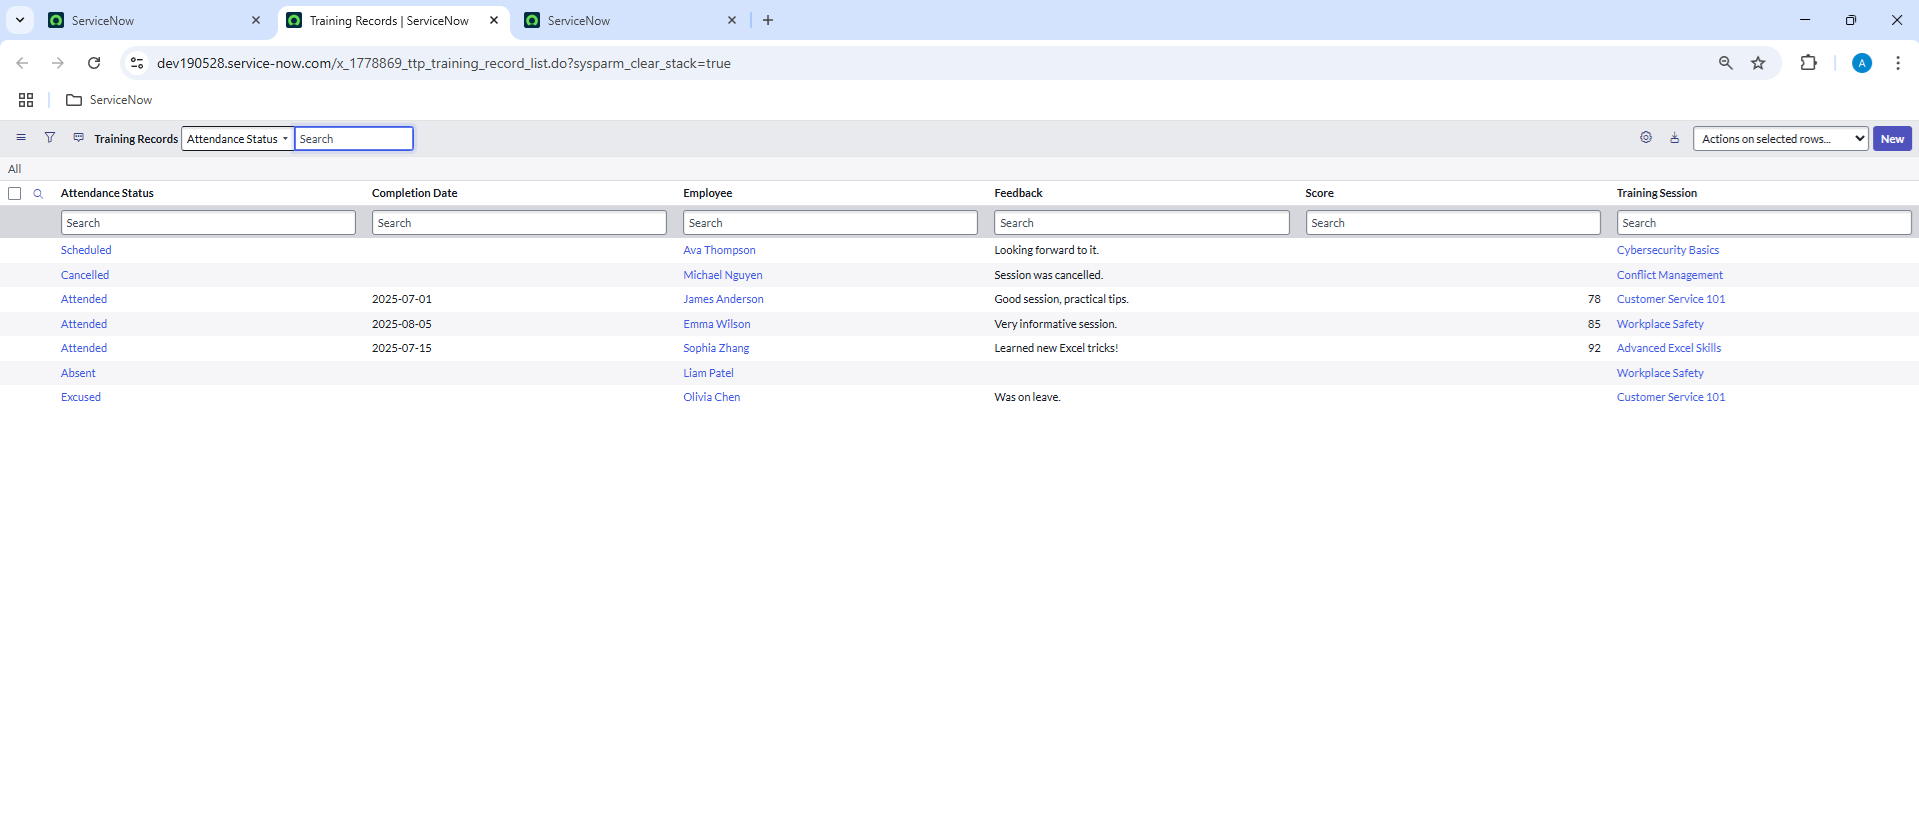 ServiceNow
Training Records | ServiceNow
ServiceNow
dev190528.service-now.com/x_1778869_ttp_training_record_list.do?sysparm_clear_stack=true
A
ServiceNow
Training Records Attendance Status Search Actions on selected rows... New
All
Attendance Status Completion Date Employee Feedback Score Training Session
Search Search Search Search Search Search
Scheduled Ava Thompson Looking forward to it. Cybersecurity Basics
Cancelled Michael Nguyen Session was cancelled. Conflict Management
Attended 2025-07-01 James Anderson Good session, practical tips. 78 Customer Service 101
Attended 2025-08-05 Emma Wilson Very informative session. 85 Workplace Safety
Attended 2025-07-15 Sophia Zhang Learned new Excel tricks! 92 Advanced Excel Skills
Absent Liam Patel Workplace Safety
Excused Olivia Chen Was on leave. Customer Service 101